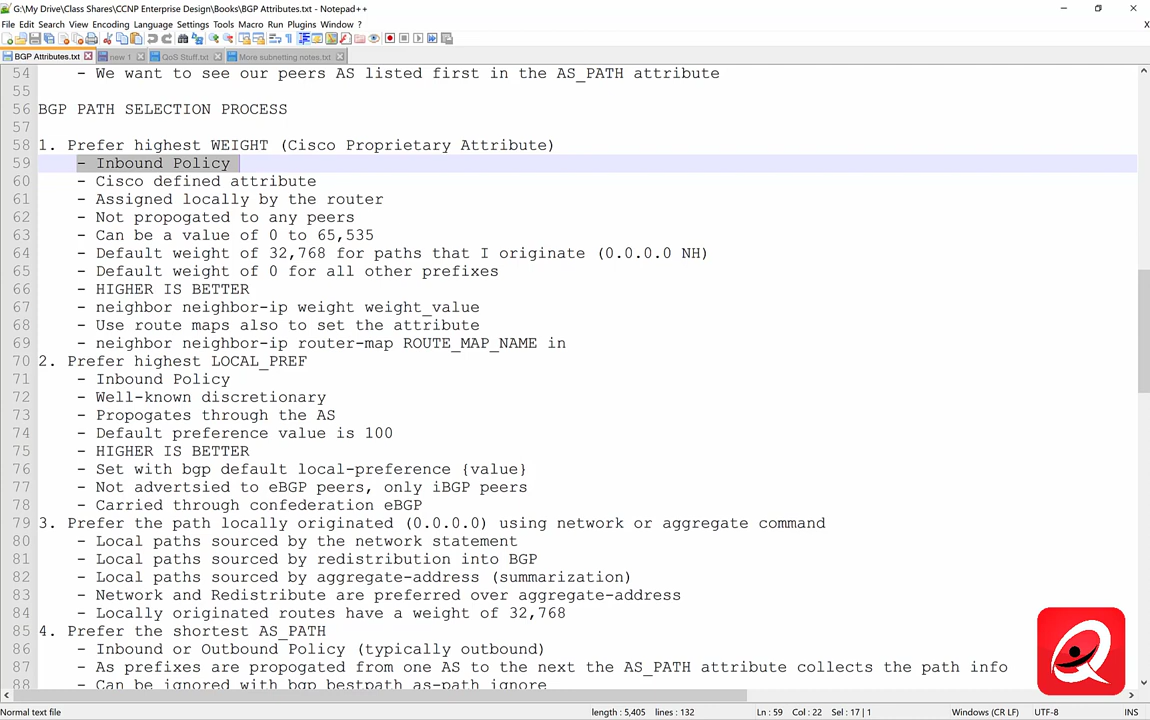 G:\My Drive\Class Shares\CCNP Enterprise Design\Books\BGP Attributes.txt - Notepad++
File Edit Search View Encoding Language Settings Tools Macro Run Plugins Window ?
X
BGP Attributes.txt new 1 QoS Stuff.txt More subnetting notes.txt
54 - We want to see our peers AS listed first in the AS_PATH attribute
55
56 BGP PATH SELECTION PROCESS
57
58 1. Prefer highest WEIGHT (Cisco Proprietary Attribute)
59 - Inbound Policy
60 - Cisco defined attribute
61 - Assigned locally by the router
62 - Not propogated to any peers
63 - Can be a value of 0 to 65,535
64 - Default weight of 32,768 for paths that I originate (0.0.0.0 NH)
65 - Default weight of 0 for all other prefixes
66 - HIGHER IS BETTER
67 - neighbor neighbor-ip weight weight_value
68 - Use route maps also to set the attribute
69 - neighbor neighbor-ip router-map ROUTE_MAP_NAME in
70 2. Prefer highest LOCAL_PREF
71 - Inbound Policy
72 - Well-known discretionary
73 - Propogates through the AS
74 - Default preference value is 100
75 - HIGHER IS BETTER
76 - Set with bgp default local-preference {value}
77 - Not advertsied to eBGP peers, only iBGP peers
78 - Carried through confederation eBGP
79 3. Prefer the path locally originated (0.0.0.0) using network or aggregate command
80 - Local paths sourced by the network statement
81 - Local paths sourced by redistribution into BGP
82 - Local paths sourced by aggregate-address (summarization)
83 - Network and Redistribute are preferred over aggregate-address
84 - Locally originated routes have a weight of 32,768
85 4. Prefer the shortest AS_PATH
86 - Inbound or Outbound Policy (typically outbound)
87 - As prefixes are propogated from one AS to the next the AS_PATH attribute collects the path info
88 - Can be ignored with bgp bestpath as-path ignore
Normal text file length : 5,405 lines : 132 Ln : 59 Col : 22 Sel : 17 | 1 Windows (CR LF) UTF-8 INS